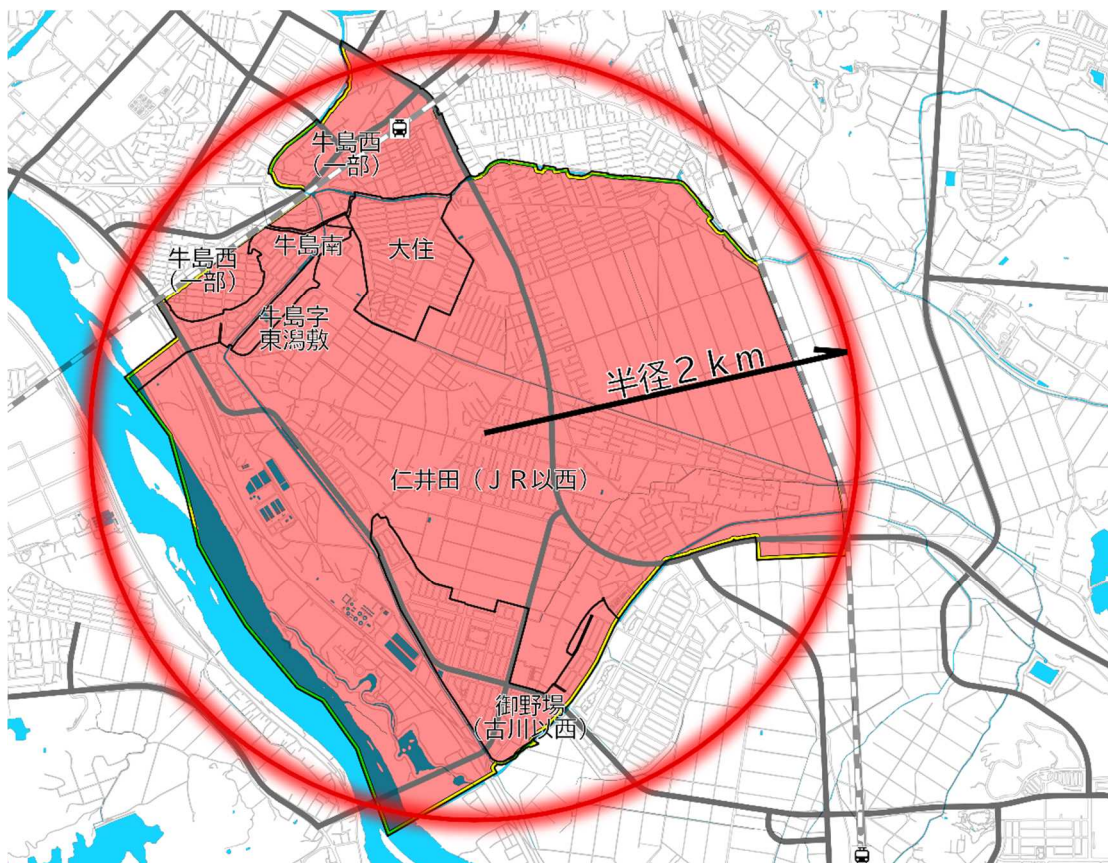 牛島西
(一部)
牛島西
(一部)
牛島南
大住
牛島字
東潟敷
半径2km
仁井田(JR以西)
御野場
(古川以西)